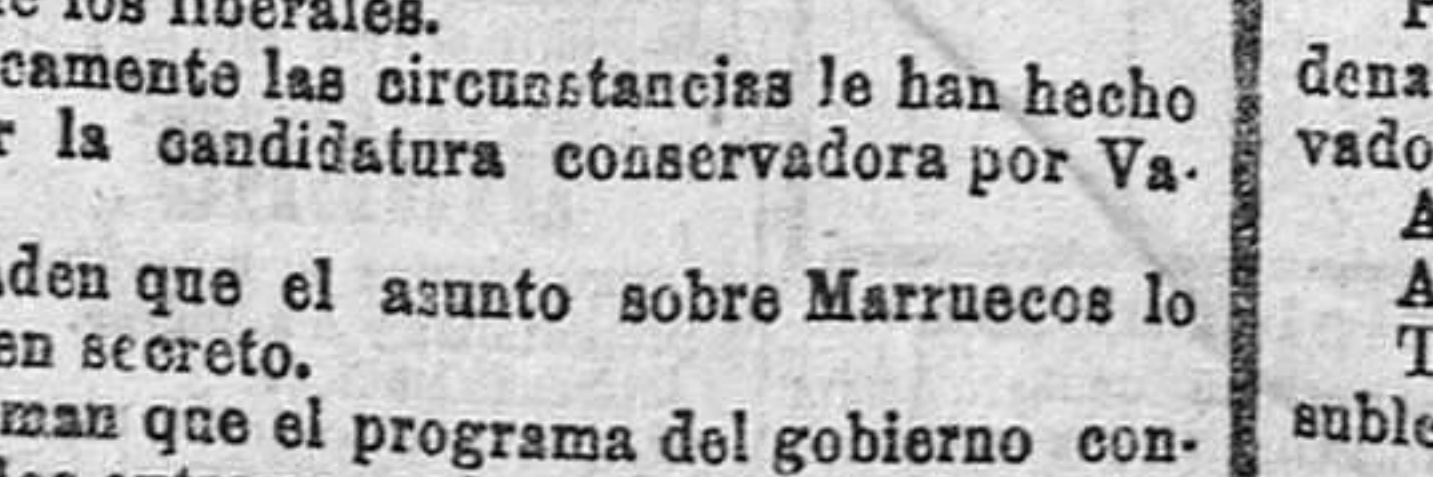 los liberales.
camente las circunstancias le han hecho
r la candidatura conservadora por Va-
den que el asunto sobre Marruecos lo
en secreto.
man que el programa del gobierno con-
dena
vado
A
A
T
suble